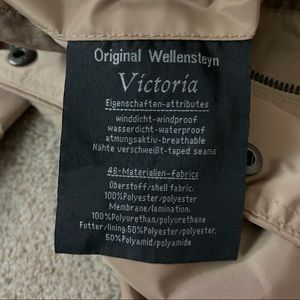 Original Wellensteyn
Victoria
Eigenschaften-attributes
winddicht-windproof
wasserdicht-waterproof
atmungsaktiv-breathable
Nähte verschweißt-taped seams
46-Materialien-fabrics
Oberstoff/shell fabric:
100%Polyester/polyester
Membrane/lamination:
100%Polyurethan/polyurethane
Futter/lining:50%Polyester/polyester,
50%Polyamid/polyamide